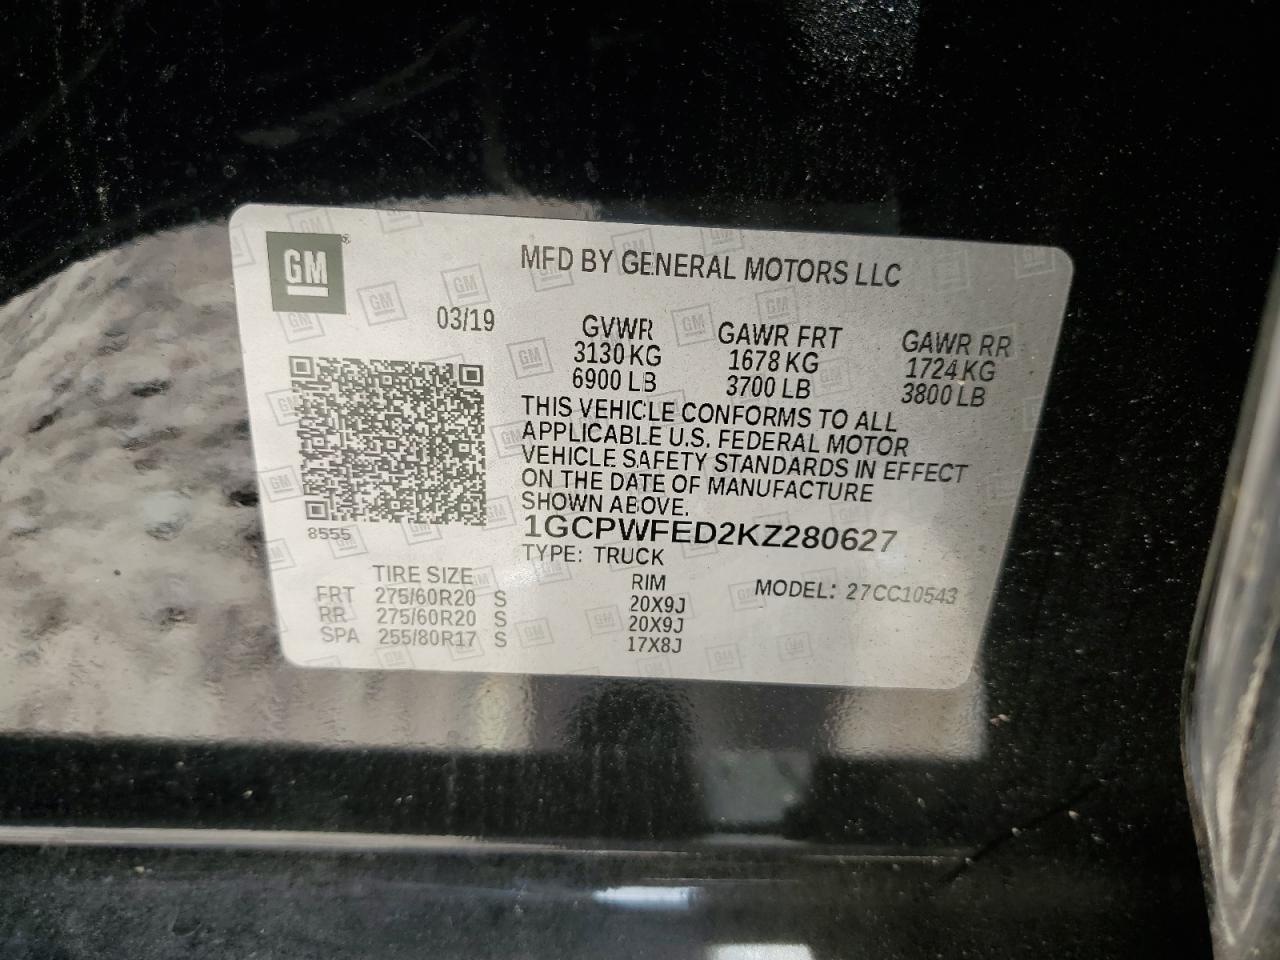 GM
MFD BY GENERAL MOTORS LLC
03/19
GVWR GAWR FRT GAWR RR
3130 KG 1678 KG 1724 KG
6900 LB 3700 LB 3800 LB
THIS VEHICLE CONFORMS TO ALL
APPLICABLE U.S. FEDERAL MOTOR
VEHICLE SAFETY STANDARDS IN EFFECT
ON THE DATE OF MANUFACTURE
SHOWN ABOVE.
8555
1GCPWFED2KZ280627
TYPE: TRUCK
TIRE SIZE RIM MODEL: 27CC10543
FRT 275/60R20 S 20X9J
RR 275/60R20 S 20X9J
SPA 255/80R17 S 17X8J